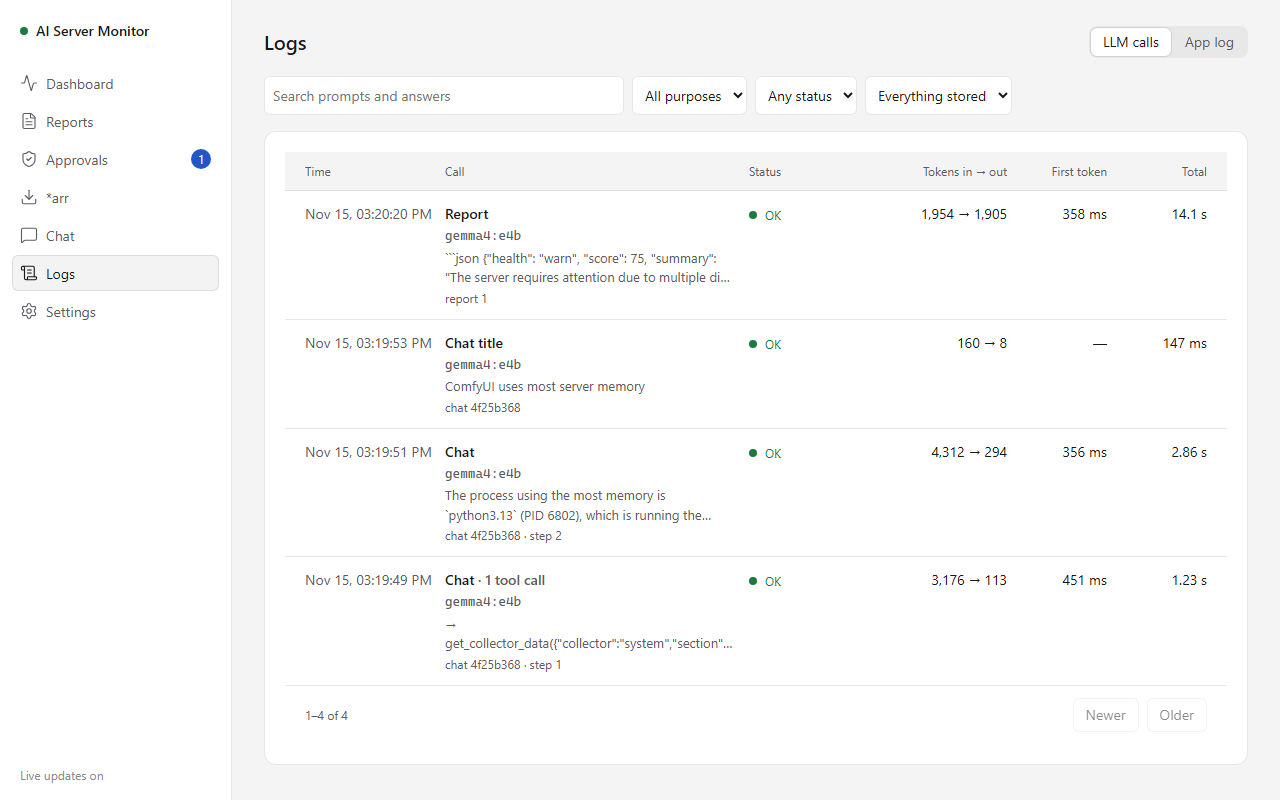 AI Server Monitor
Dashboard
Reports
Approvals 1
*arr
Chat
Logs
Settings
Live updates on
Logs
LLM calls App log
Search prompts and answers All purposes Any status Everything stored
Time Call Status Tokens in → out First token Total
Nov 15, 03:20:20 PM Report OK 1,954 → 1,905 358 ms 14.1 s
gemma4:e4b
```json {"health": "warn", "score": 75, "summary":
"The server requires attention due to multiple di...
report 1
Nov 15, 03:19:53 PM Chat title OK 160 → 8 — 147 ms
gemma4:e4b
ComfyUI uses most server memory
chat 4f25b368
Nov 15, 03:19:51 PM Chat OK 4,312 → 294 356 ms 2.86 s
gemma4:e4b
The process using the most memory is
`python3.13` (PID 6802), which is running the...
chat 4f25b368 · step 2
Nov 15, 03:19:49 PM Chat · 1 tool call OK 3,176 → 113 451 ms 1.23 s
gemma4:e4b
→
get_collector_data({"collector":"system","section"...
chat 4f25b368 · step 1
1–4 of 4 Newer Older